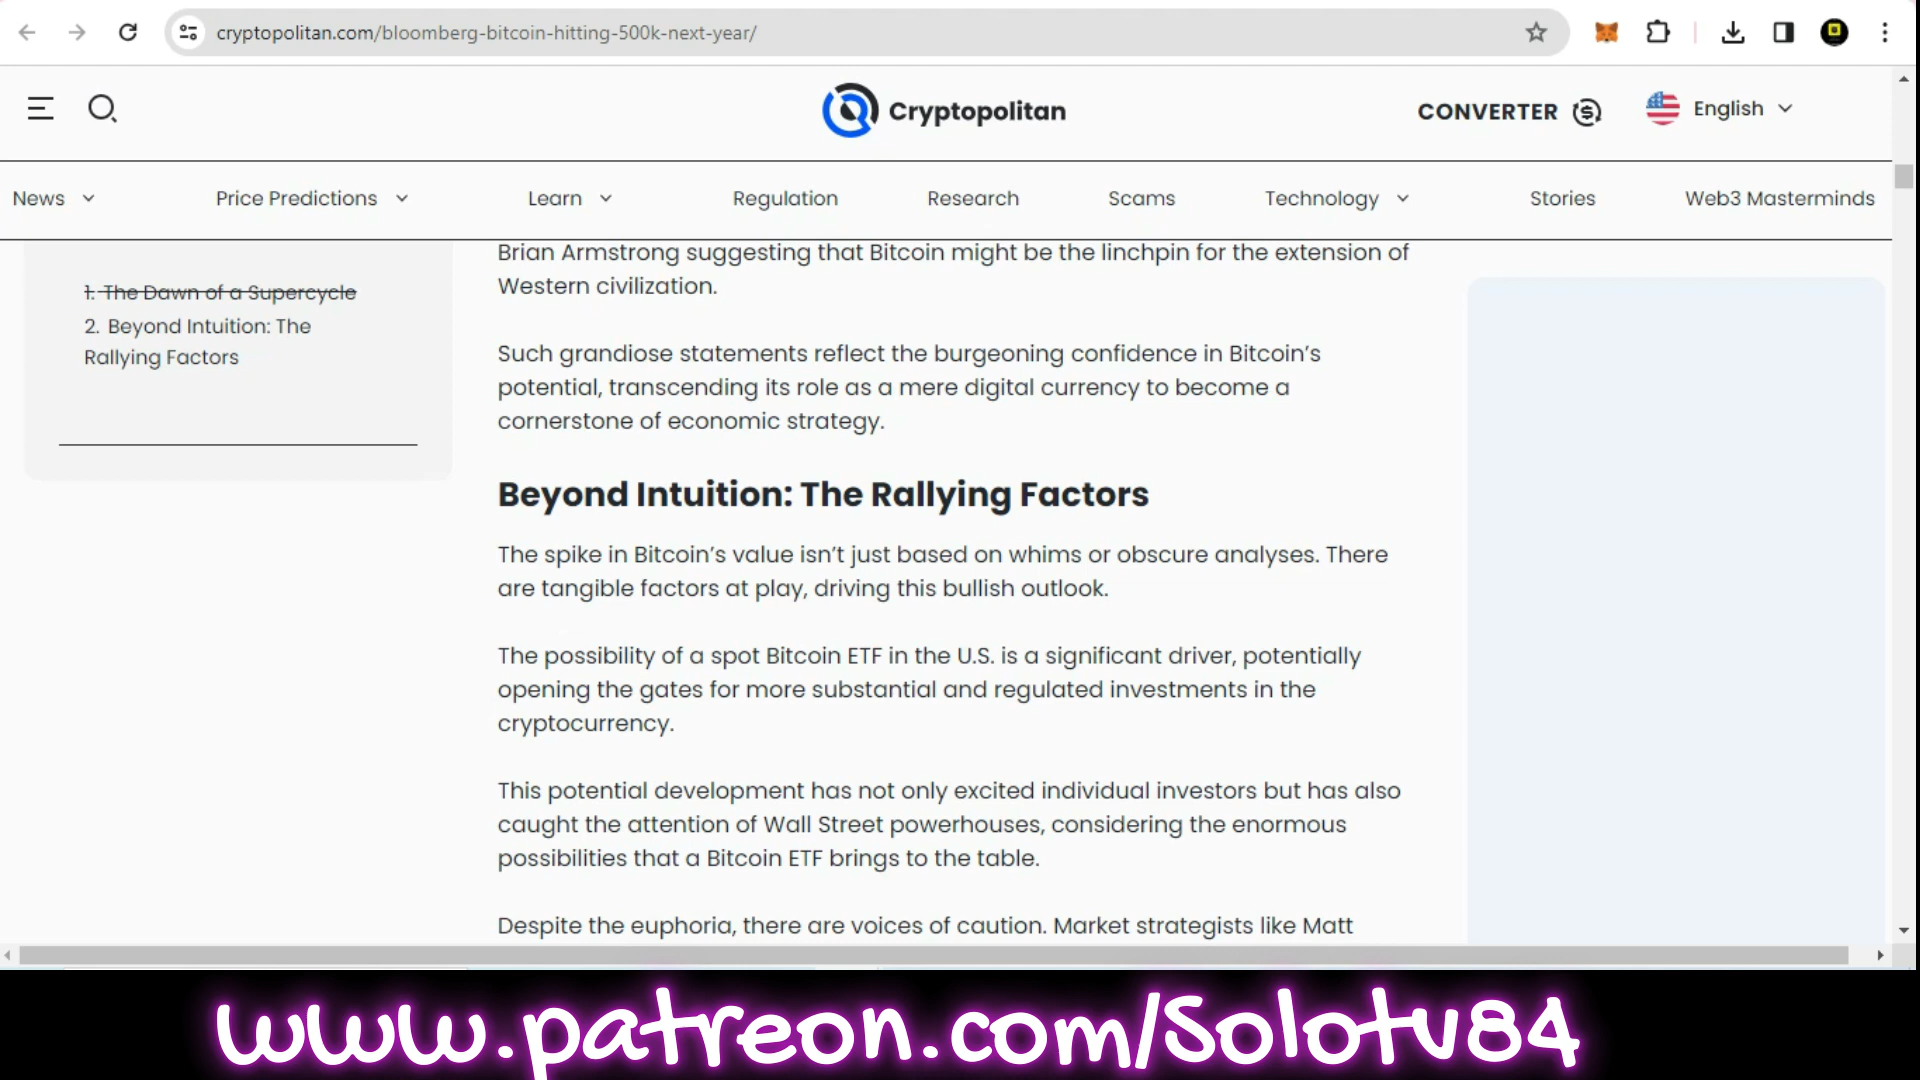 cryptopolitan.com/bloomberg-bitcoin-hitting-500k-next-year/
Cryptopolitan
CONVERTER
English
News
Price Predictions
Learn
Regulation
Research
Scams
Technology
Stories
Web3 Masterminds
1. The Dawn of a Supercycle
2. Beyond Intuition: The
Rallying Factors
Brian Armstrong suggesting that Bitcoin might be the linchpin for the extension of
Western civilization.
Such grandiose statements reflect the burgeoning confidence in Bitcoin’s
potential, transcending its role as a mere digital currency to become a
cornerstone of economic strategy.
Beyond Intuition: The Rallying Factors
The spike in Bitcoin’s value isn’t just based on whims or obscure analyses. There
are tangible factors at play, driving this bullish outlook.
The possibility of a spot Bitcoin ETF in the U.S. is a significant driver, potentially
opening the gates for more substantial and regulated investments in the
cryptocurrency.
This potential development has not only excited individual investors but has also
caught the attention of Wall Street powerhouses, considering the enormous
possibilities that a Bitcoin ETF brings to the table.
Despite the euphoria, there are voices of caution. Market strategists like Matt
www.patreon.com/Solotv84